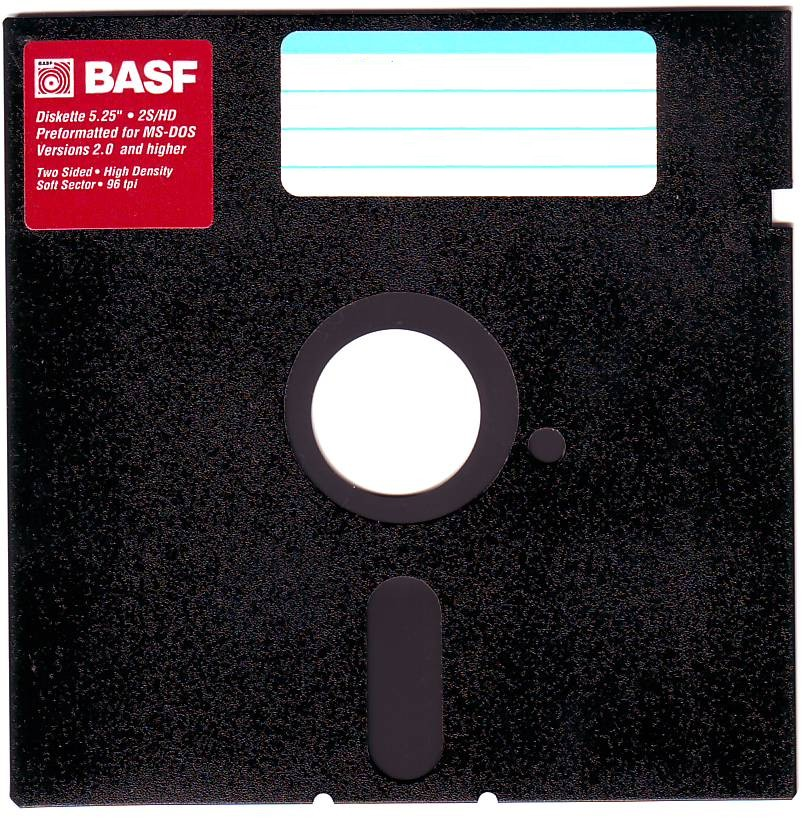 BASF
BASF
Diskette 5.25" • 2S/HD
Preformatted for MS-DOS
Versions 2.0 and higher
Two Sided • High Density
Soft Sector • 96 tpi